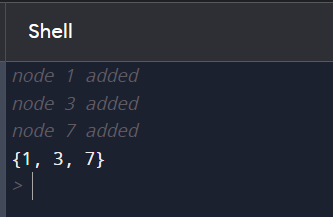 Shell
node 1 added
node 3 added
node 7 added
{1, 3, 7}
>